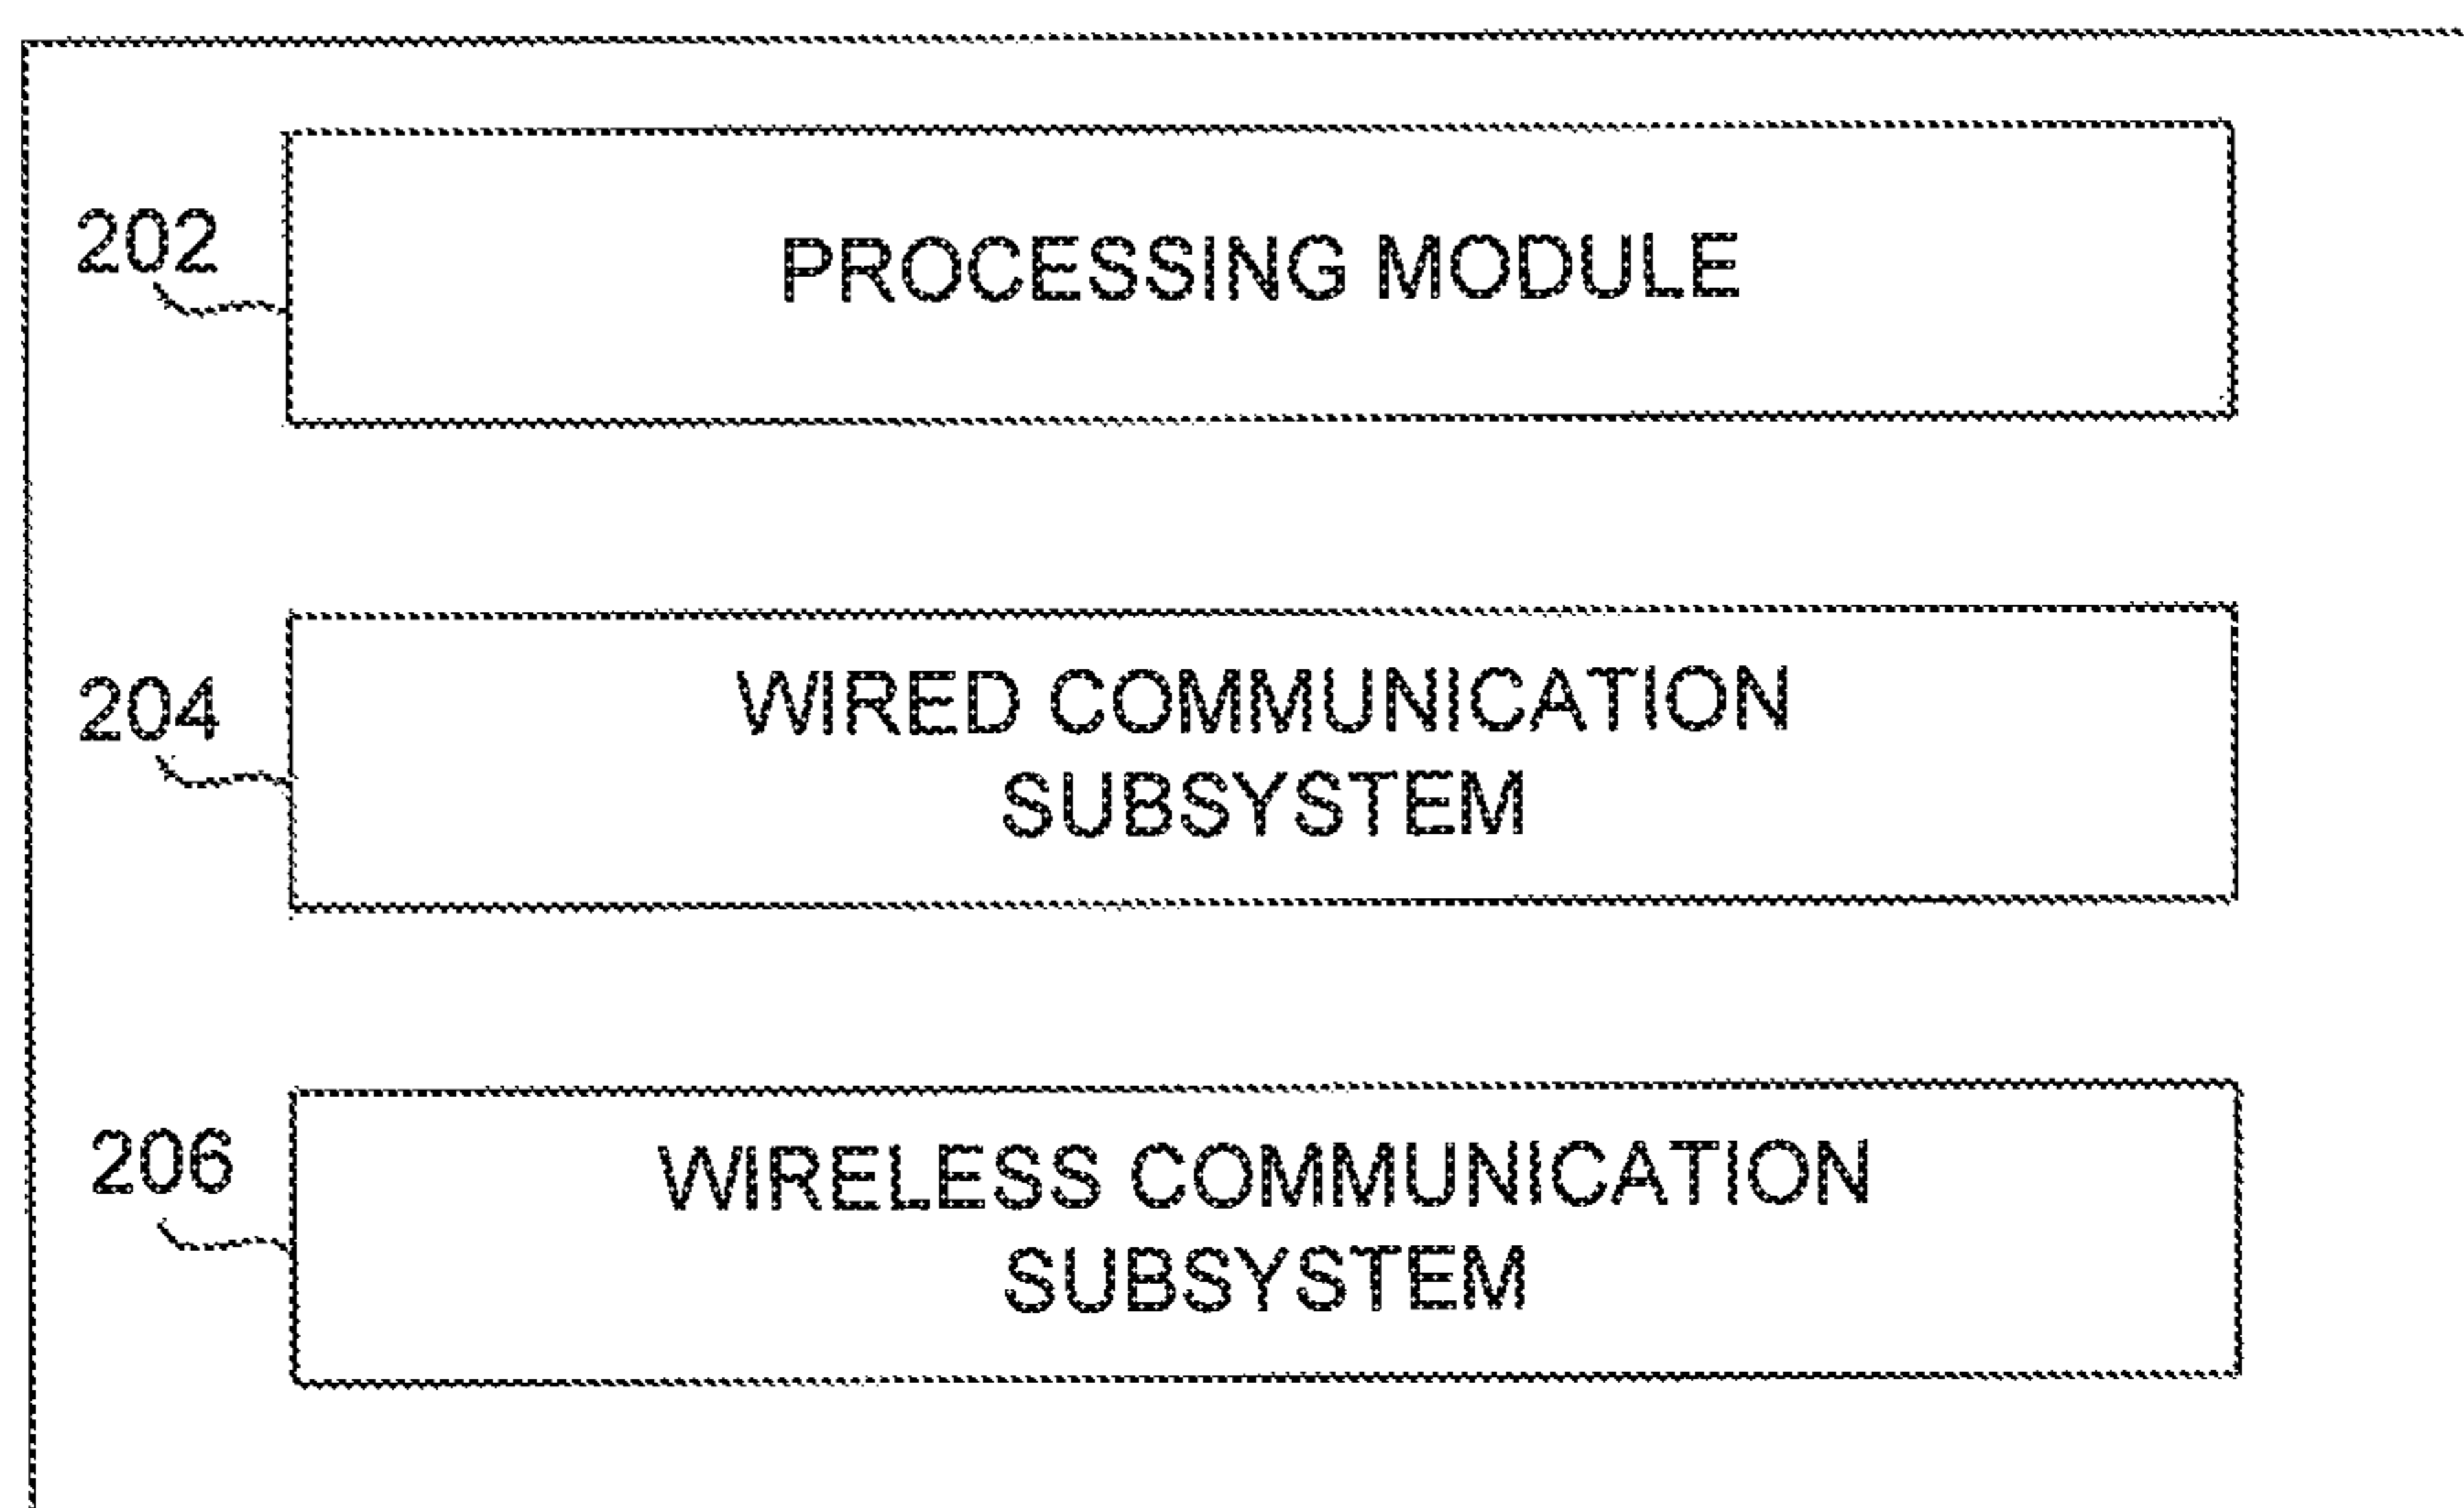 202
PROCESSING MODULE
204
WIRED COMMUNICATION
SUBSYSTEM
206
WIRELESS COMMUNICATION
SUBSYSTEM